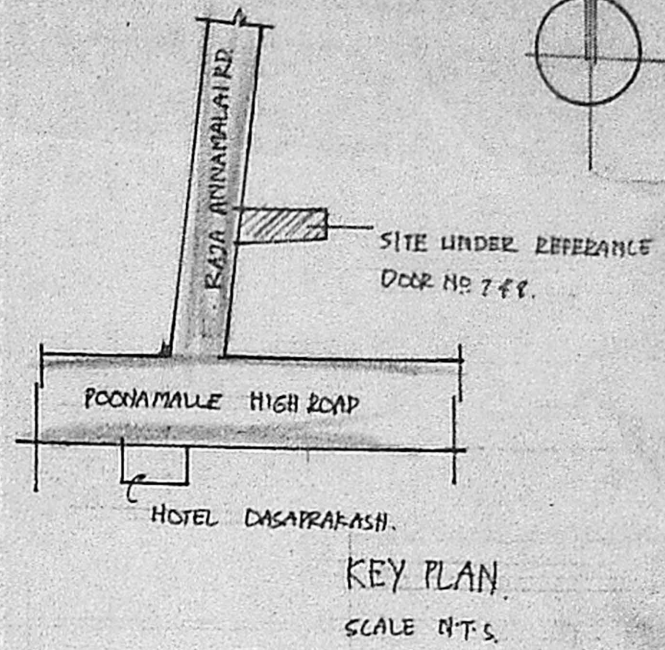 RAJA ANNAMALAI RD.
SITE UNDER REFERANCE
DOOR NO 7&8.
POONAMALLE HIGH ROAD
HOTEL DASAPRAKASH.
KEY PLAN.
SCALE N.T.S.